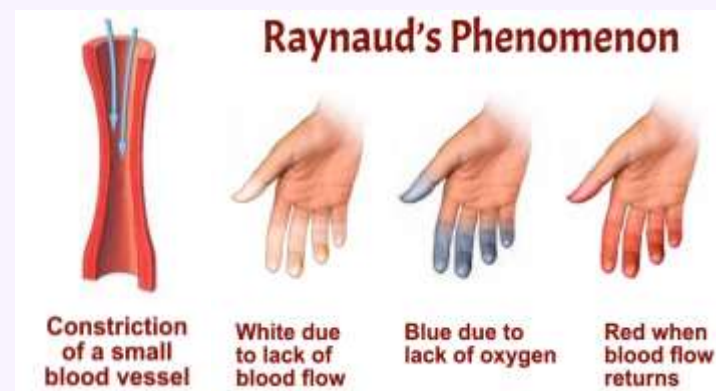 Raynaud's Phenomenon
Constriction
of a small
blood vessel
White due
to lack of
blood flow
Blue due to
lack of oxygen
Red when
blood flow
returns